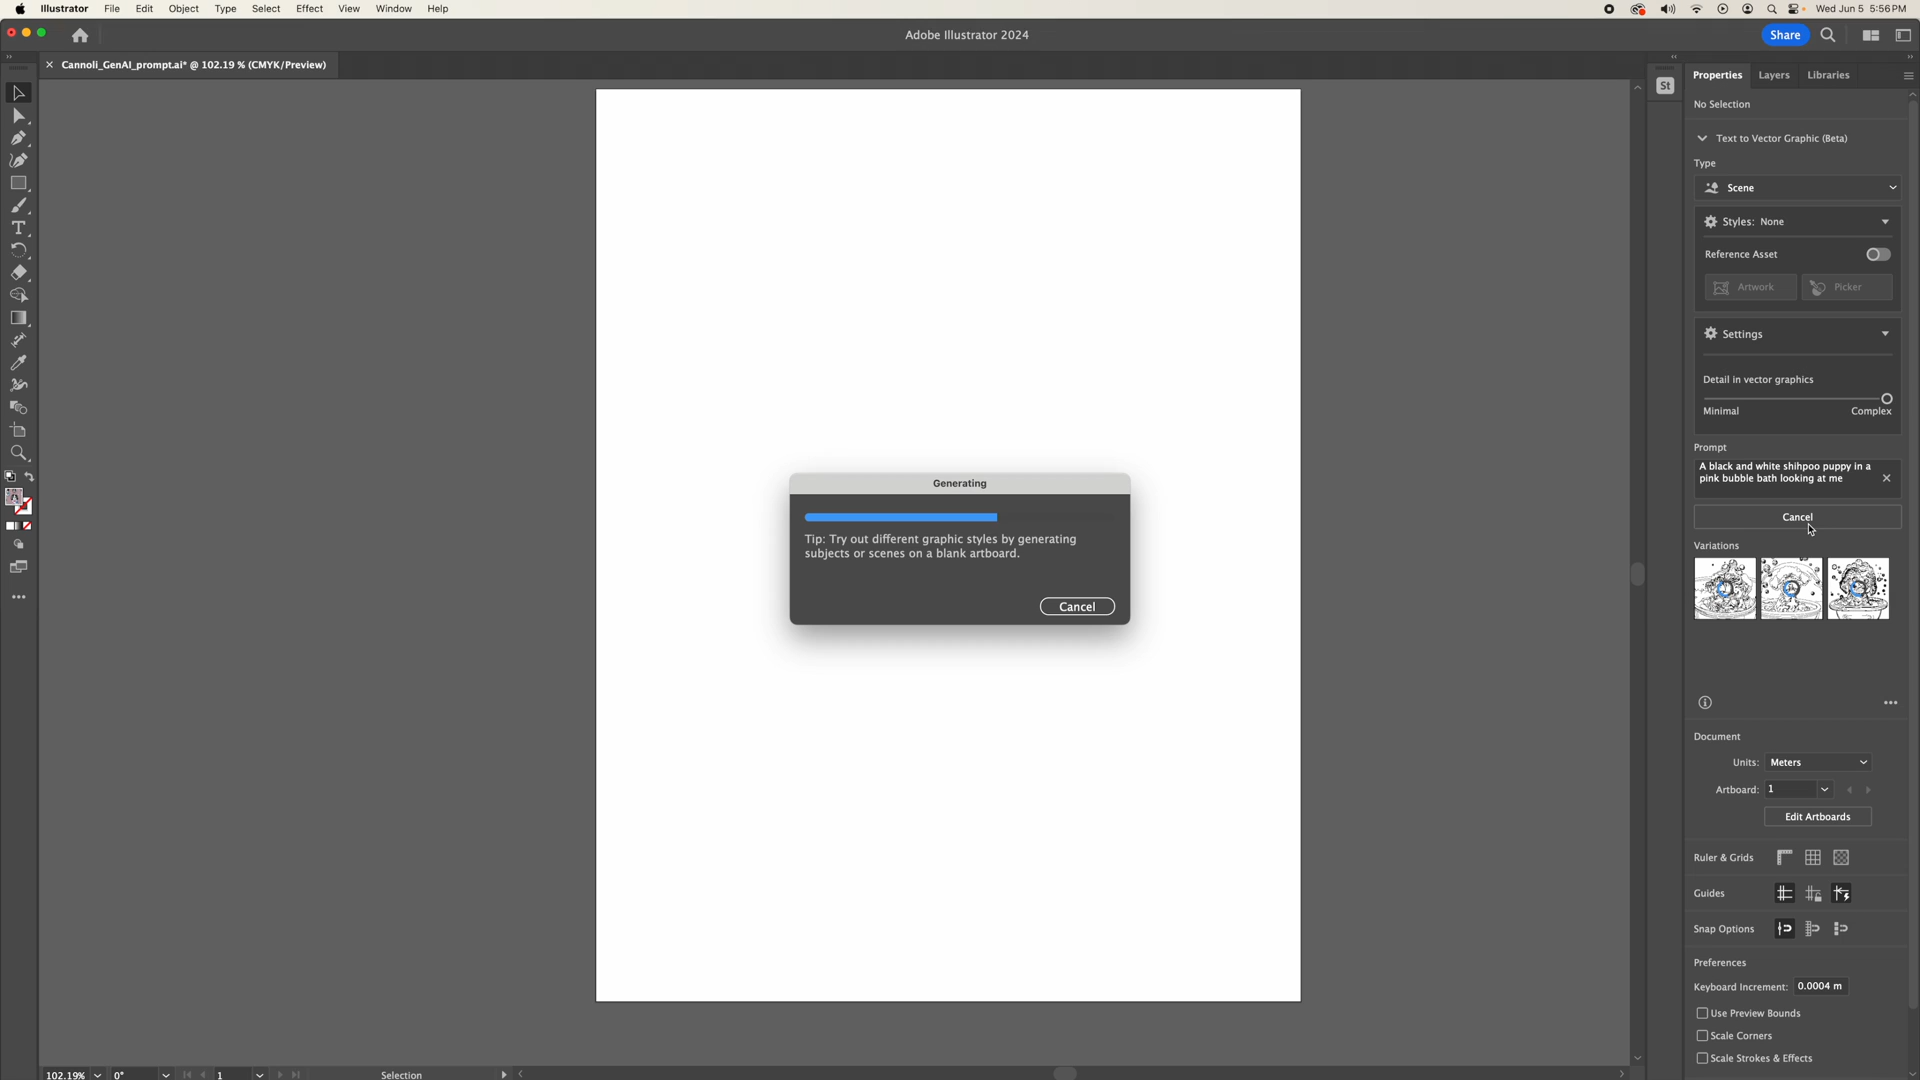 Illustrator File Edit Object Type Select Effect View Window Help
Wed Jun 5 5:56PM
Adobe Illustrator 2024
Share
Cannoli_GenAI_prompt.ai* @ 102.19 % (CMYK/Preview)
St
Properties Layers Libraries
No Selection
Text to Vector Graphic (Beta)
Type
Scene
Styles: None
Reference Asset
Artwork Picker
Settings
Detail in vector graphics
Minimal Complex
Prompt
A black and white shihpoo puppy in a
pink bubble bath looking at me
Cancel
Variations
Generating
Tip: Try out different graphic styles by generating
subjects or scenes on a blank artboard.
Cancel
Document
Units: Meters
Artboard: 1
Edit Artboards
Ruler & Grids
Guides
Snap Options
Preferences
Keyboard Increment: 0.0004 m
Use Preview Bounds
Scale Corners
Scale Strokes & Effects
102.19% 0° 1 Selection